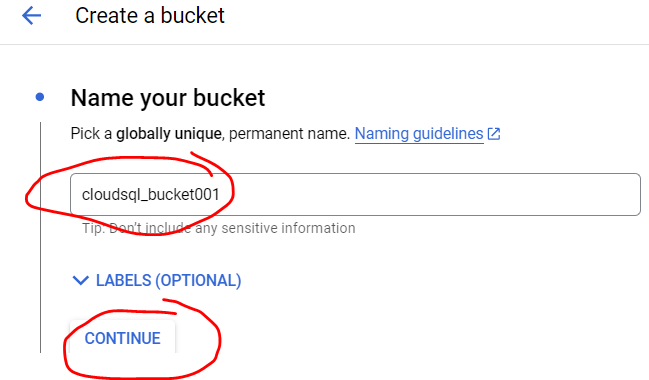 Create a bucket
Name your bucket
Pick a globally unique, permanent name. Naming guidelines
cloudsql_bucket001
Tip: Don't include any sensitive information
LABELS (OPTIONAL)
CONTINUE